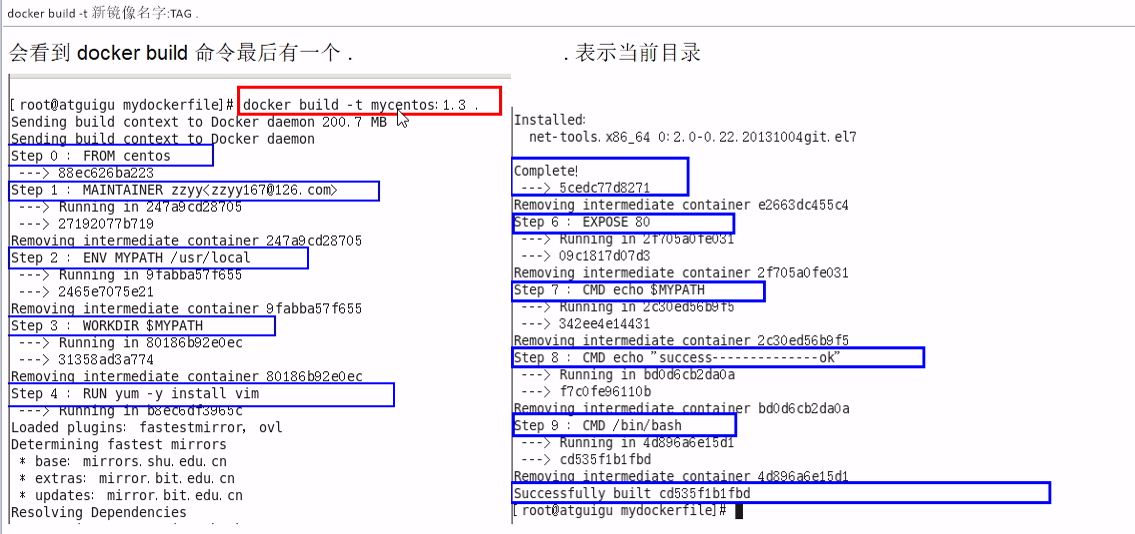 docker build -t 新镜像名字:TAG .
会看到 docker build 命令最后有一个 .
. 表示当前目录
[root@atguigu mydockerfile]# docker build -t mycentos:1.3 .
Sending build context to Docker daemon 200.7 MB
Sending build context to Docker daemon
Step 0 : FROM centos
---> 88ec626ba223
Step 1 : MAINTAINER zzyy<zzyy167@126.com>
---> Running in 247a9cd28705
---> 27192077b719
Removing intermediate container 247a9cd28705
Step 2 : ENV MYPATH /usr/local
---> Running in 9fabba57f655
---> 2465e7075e21
Removing intermediate container 9fabba57f655
Step 3 : WORKDIR $MYPATH
---> Running in 80186b92e0ec
---> 31358ad3a774
Removing intermediate container 80186b92e0ec
Step 4 : RUN yum -y install vim
---> Running in b8ec6df3965c
Loaded plugins: fastestmirror, ovl
Determining fastest mirrors
* base: mirrors.shu.edu.cn
* extras: mirror.bit.edu.cn
* updates: mirror.bit.edu.cn
Resolving Dependencies
Installed:
net-tools.x86_64 0:2.0-0.22.20131004git.el7
Complete!
---> 5cedc77d8271
Removing intermediate container e2663dc455c4
Step 6 : EXPOSE 80
---> Running in 2f705a0fe031
---> 09c1817d07d3
Removing intermediate container 2f705a0fe031
Step 7 : CMD echo $MYPATH
---> Running in 2c30ed56b9f5
---> 342ee4e14431
Removing intermediate container 2c30ed56b9f5
Step 8 : CMD echo "success--------------ok"
---> Running in bd0d6cb2da0a
---> f7c0fe96110b
Removing intermediate container bd0d6cb2da0a
Step 9 : CMD /bin/bash
---> Running in 4d896a6e15d1
---> cd535f1b1fbd
Removing intermediate container 4d896a6e15d1
Successfully built cd535f1b1fbd
[root@atguigu mydockerfile]#